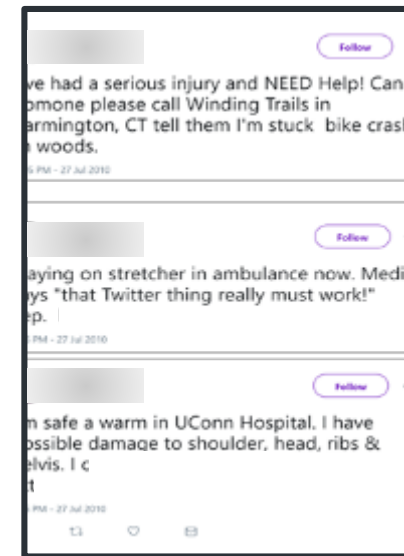 Follow
ve had a serious injury and NEED Help! Can
omone please call Winding Trails in
armington, CT tell them I'm stuck bike crash
woods.
PM - 27 Jul 2010
Follow
aying on stretcher in ambulance now. Medi
ys "that Twitter thing really must work!"
ep.
PM - 27 Jul 2010
Follow
m safe a warm in UConn Hospital. I have
ossible damage to shoulder, head, ribs &
elvis. I c
PM - 27 Jul 2010